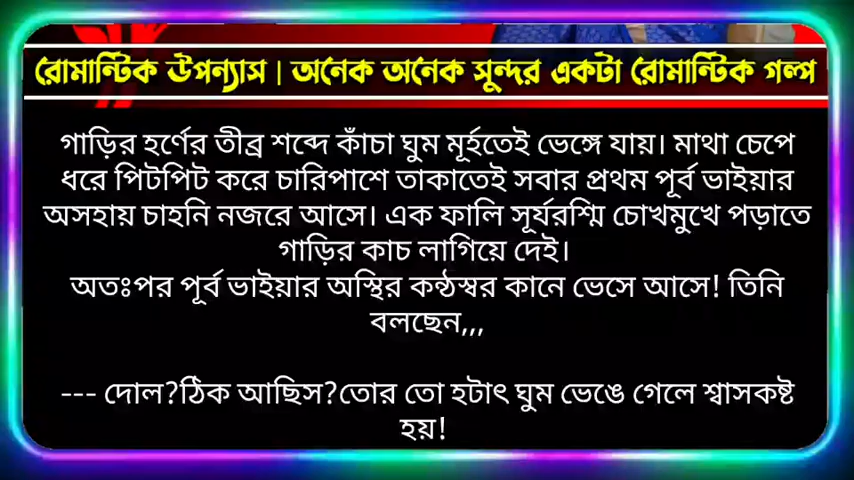 রোমান্টিক উপন্যাস | অনেক অনেক সুন্দর একটা রোমান্টিক গল্প
গাড়ির হর্ণের তীব্র শব্দে কাঁচা ঘুম মূর্হতেই ভেঙ্গে যায়। মাথা চেপে
ধরে পিটপিট করে চারিপাশে তাকাতেই সবার প্রথম পূর্ব ভাইয়ার
অসহায় চাহনি নজরে আসে। এক ফালি সূর্যরশ্মি চোখমুখে পড়াতে
গাড়ির কাচ লাগিয়ে দেই।
অতঃপর পূর্ব ভাইয়ার অস্থির কন্ঠস্বর কানে ভেসে আসে! তিনি
বলছেন,,,
--- দোল?ঠিক আছিস?তোর তো হটাৎ ঘুম ভেঙে গেলে শ্বাসকষ্ট
হয়!